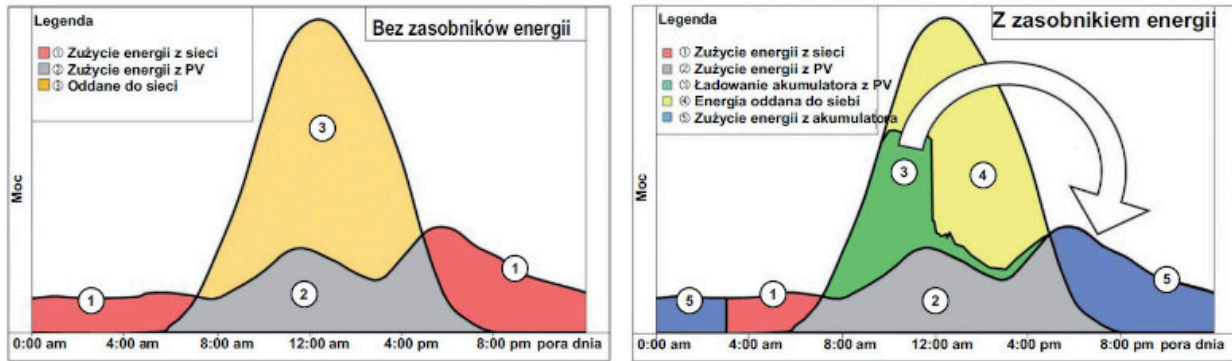 Legenda
Bez zasobników energii
① Zużycie energii z sieci
② Zużycie energii z PV
③ Oddane do sieci
3
1
2
1
Moc
0:00 am 4:00 am 8:00 am 12:00 am 4:00 pm 8:00 pm pora dnia
Legenda
Z zasobnikiem energii
① Zużycie energii z sieci
② Zużycie energii z PV
③ Ładowanie akumulatora z PV
④ Energia oddana do siebi
⑤ Zużycie energii z akumulatora
3
4
5
1
2
5
Moc
0:00 am 4:00 am 8:00 am 12:00 am 4:00 pm 8:00 pm pora dnia